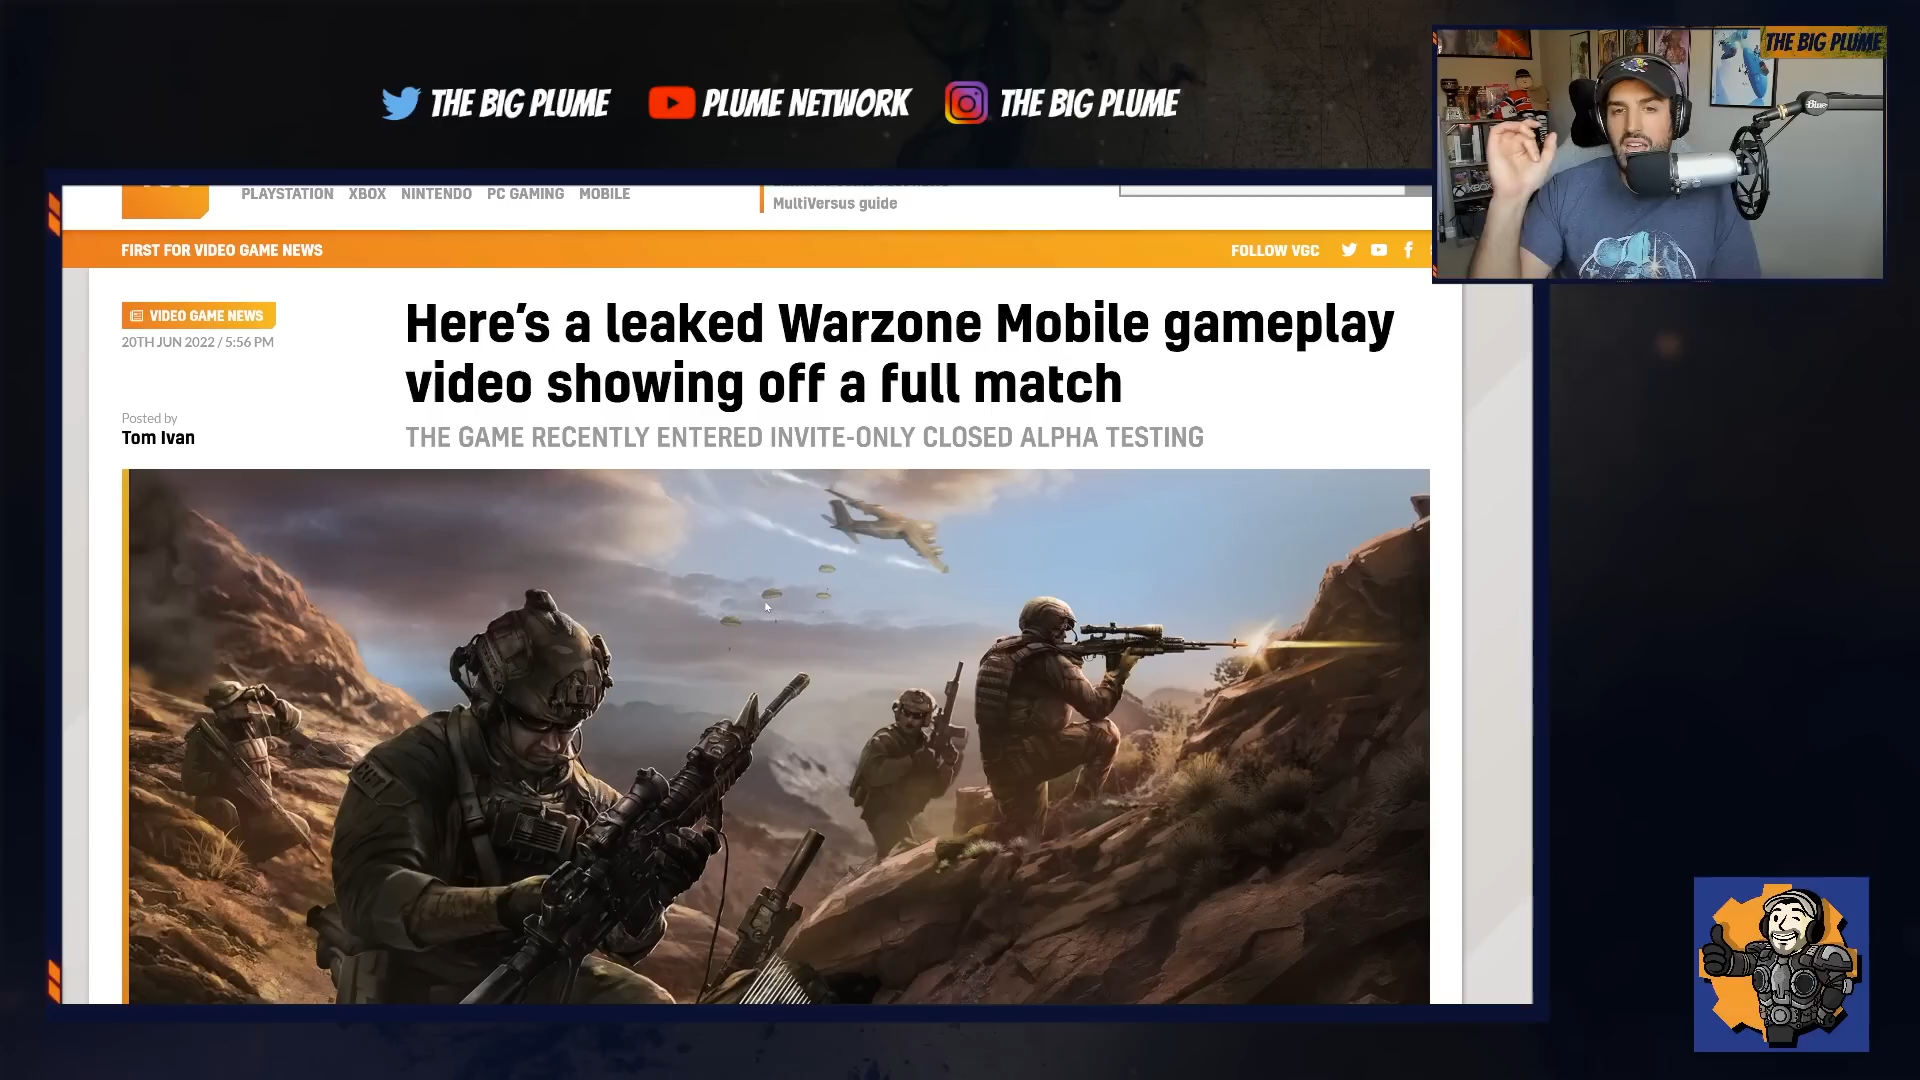 THE BIG PLUME
THE BIG PLUME
PLUME NETWORK
THE BIG PLUME
PLAYSTATION XBOX NINTENDO PC GAMING MOBILE
MultiVersus guide
FIRST FOR VIDEO GAME NEWS
FOLLOW VGC
VIDEO GAME NEWS
20TH JUN 2022 / 5:56 PM
Here's a leaked Warzone Mobile gameplay
video showing off a full match
Posted by
Tom Ivan
THE GAME RECENTLY ENTERED INVITE-ONLY CLOSED ALPHA TESTING
Blue
XBOX